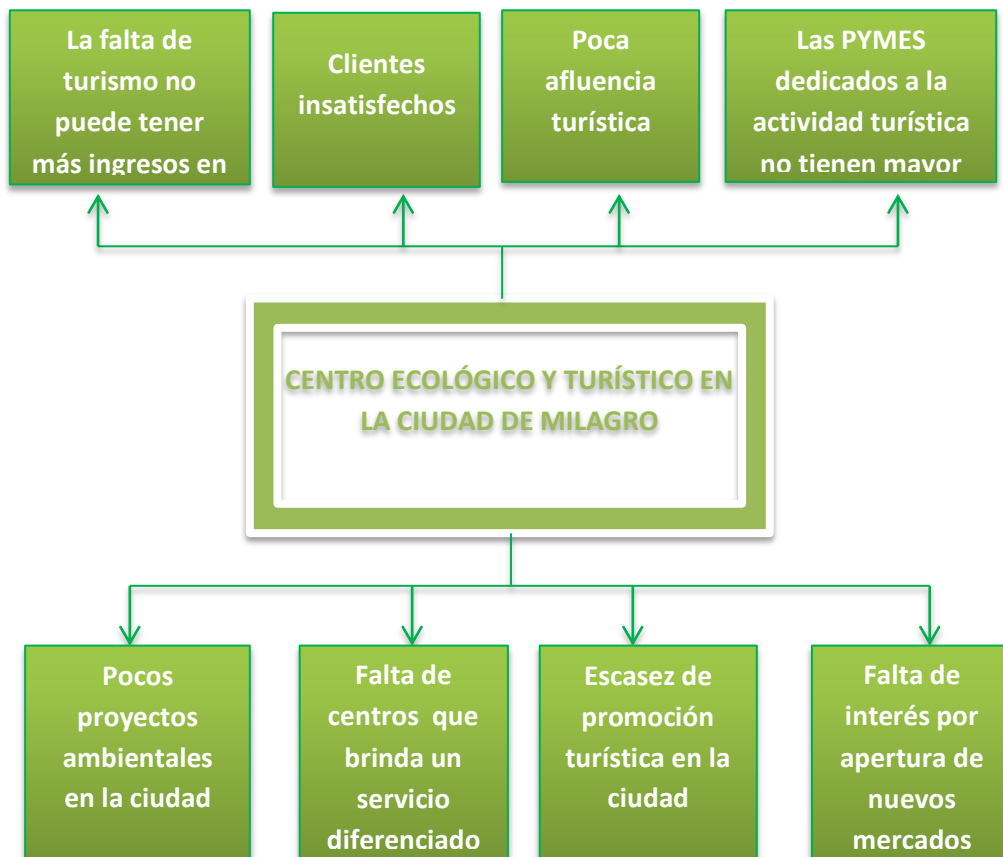 La falta de
turismo no
puede tener
más ingresos en
Clientes
insatisfechos
Poca
afluencia
turística
Las PYMES
dedicados a la
actividad turística
no tienen mayor
CENTRO ECOLÓGICO Y TURÍSTICO EN
LA CIUDAD DE MILAGRO
Pocos
proyectos
ambientales
en la ciudad
Falta de
centros que
brinda un
servicio
diferenciado
Escasez de
promoción
turística en la
ciudad
Falta de
interés por
apertura de
nuevos
mercados